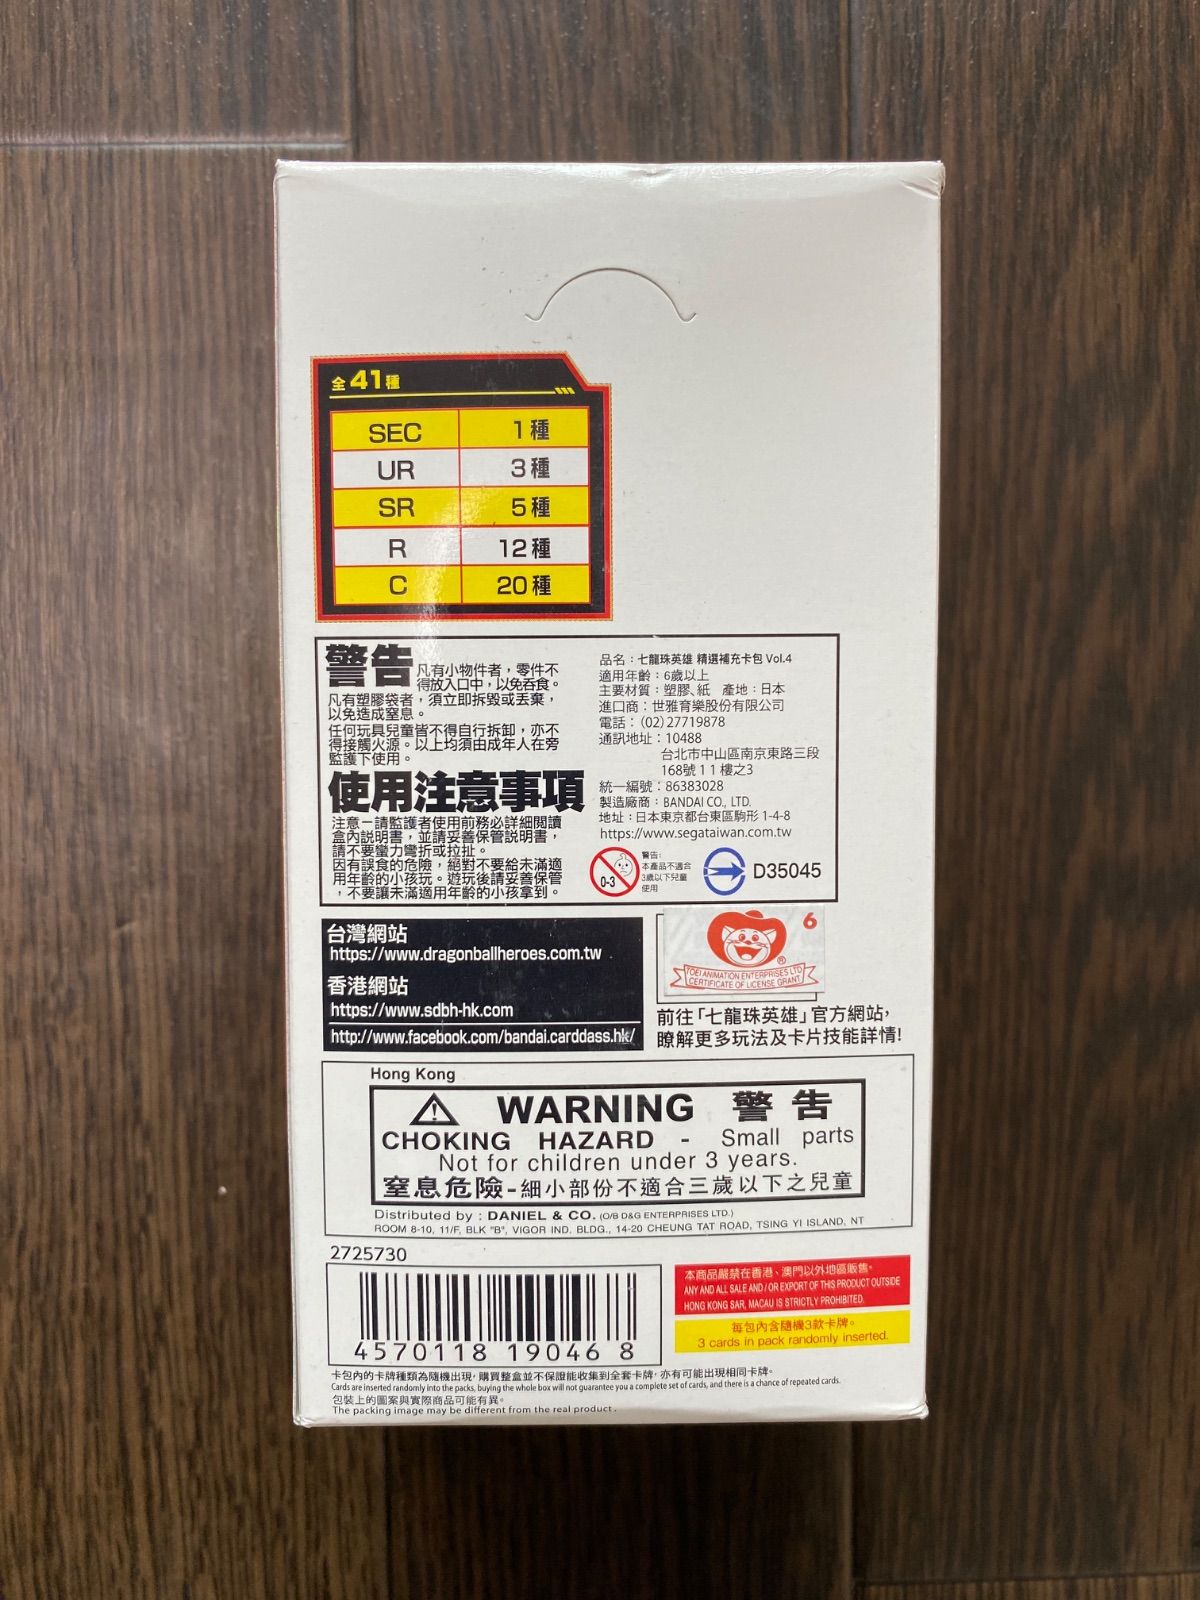 全41種
SEC 1種
UR 3種
SR 5種
R 12種
C 20種
警告 凡有小物件者，零件不
得放入口中，以免吞食。
凡有塑膠袋者，須立即拆毀或丟棄，
以免造成窒息。
任何玩具兒童皆不得自行拆卸，亦不
得接觸火源。以上均須由成年人在旁
監護下使用。
使用注意事項
注意－請監護者使用前務必詳細閱讀
盒內説明書，並請妥善保管説明書，
請不要蠻力彎折或拉扯。
因有誤食的危險，絕對不要給未滿適
用年齡的小孩玩。遊玩後請妥善保管
，不要讓未滿適用年齡的小孩拿到。
品名：七龍珠英雄 精選補充卡包 Vol.4
適用年齡：6歲以上
主要材質：塑膠、紙 產地：日本
進口商：世雅育樂股份有限公司
電話：(02)27719878
通訊地址：10488
台北市中山區南京東路三段
168號11樓之3
統一編號：86383028
製造廠商：BANDAI CO., LTD.
地址：日本東京都台東區駒形 1-4-8
https://www.segataiwan.com.tw
0-3
警告:
本產品不適合
3歲以下兒童
使用
D35045
台灣網站
https://www.dragonballheroes.com.tw
香港網站
https://www.sdbh-hk.com
http://www.facebook.com/bandai.carddass.hk/
6
®
TOEI ANIMATION ENTERPRISES LTD
CERTIFICATE OF LICENSE GRANT
前往「七龍珠英雄」官方網站，
瞭解更多玩法及卡片技能詳情!
Hong Kong
WARNING 警告
CHOKING HAZARD - Small parts
Not for children under 3 years.
窒息危險-細小部份不適合三歲以下之兒童
Distributed by : DANIEL & CO. (O/B D&G ENTERPRISES LTD.)
ROOM 8-10, 11/F, BLK "B", VIGOR IND. BLDG., 14-20 CHEUNG TAT ROAD, TSING YI ISLAND, NT
2725730
4570118 19046 8
本商品嚴禁在香港、澳門以外地區販售。
ANY AND ALL SALE AND / OR EXPORT OF THIS PRODUCT OUTSIDE
HONG KONG SAR, MACAU IS STRICTLY PROHIBITED.
每包內含隨機3款卡牌。
3 cards in pack randomly inserted.
卡包內的卡牌種類為隨機出現，購買整盒並不保證能收集到全套卡牌，亦有可能出現相同卡牌。
Cards are inserted randomly into the packs, buying the whole box will not guarantee you a complete set of cards, and there is a chance of repeated cards.
包裝上的圖案與實際商品可能有異。
The packing image may be different from the real product.